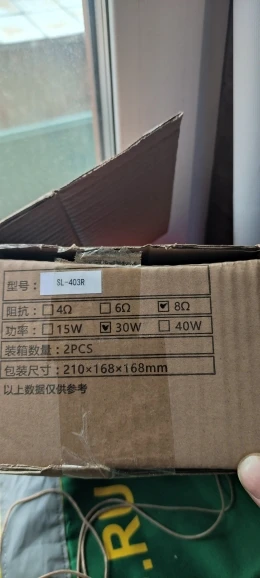 型号: SL-403R
阻抗: □4Ω □6Ω ☑8Ω
功率: □15W ☑30W □40W
装箱数量: 2PCS
包装尺寸: 210×168×168mm
以上数据仅供参考
.RU